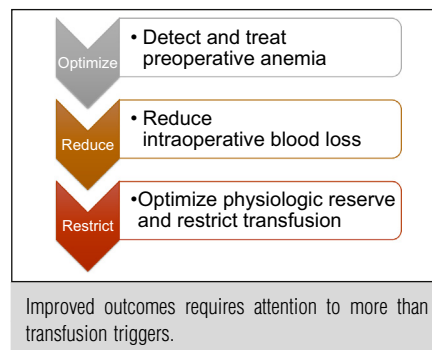 Optimize
• Detect and treat
preoperative anemia
Reduce
• Reduce
intraoperative blood loss
Restrict
•Optimize physiologic reserve
and restrict transfusion
Improved outcomes requires attention to more than
transfusion triggers.